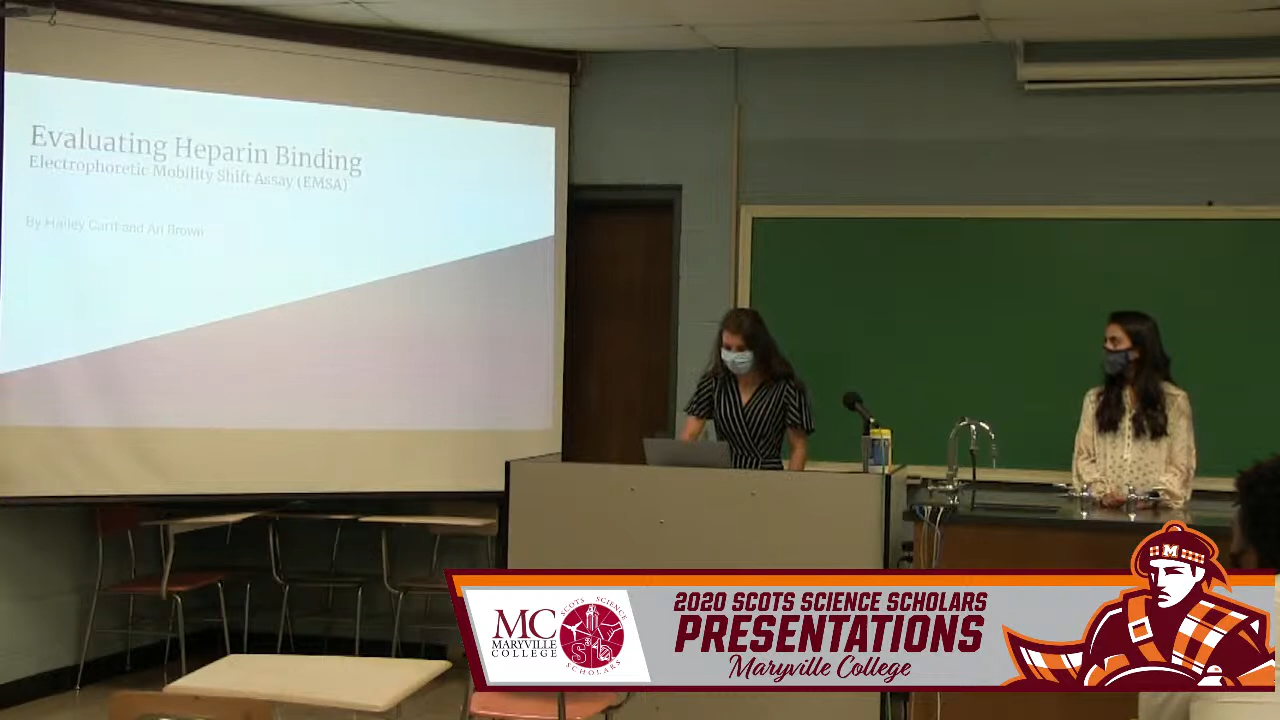 Evaluating Heparin Binding
Electrophoretic Mobility Shift Assay (EMSA)
By Hailey and Ari Brown
MC
MARYVILLE
COLLEGE
SCOTS SCIENCE
SCHOLARS
2020 SCOTS SCIENCE SCHOLARS
PRESENTATIONS
Maryville College
M